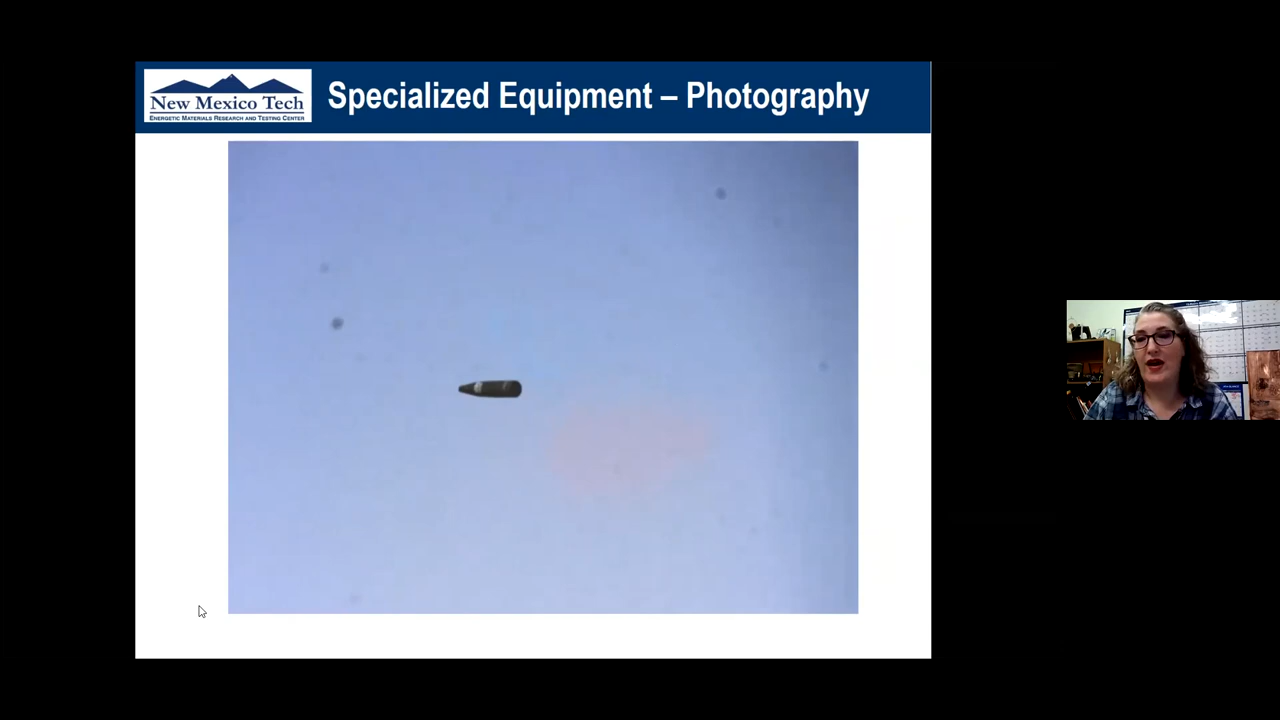 New Mexico Tech
Energetic Materials Research and Testing Center
Specialized Equipment – Photography